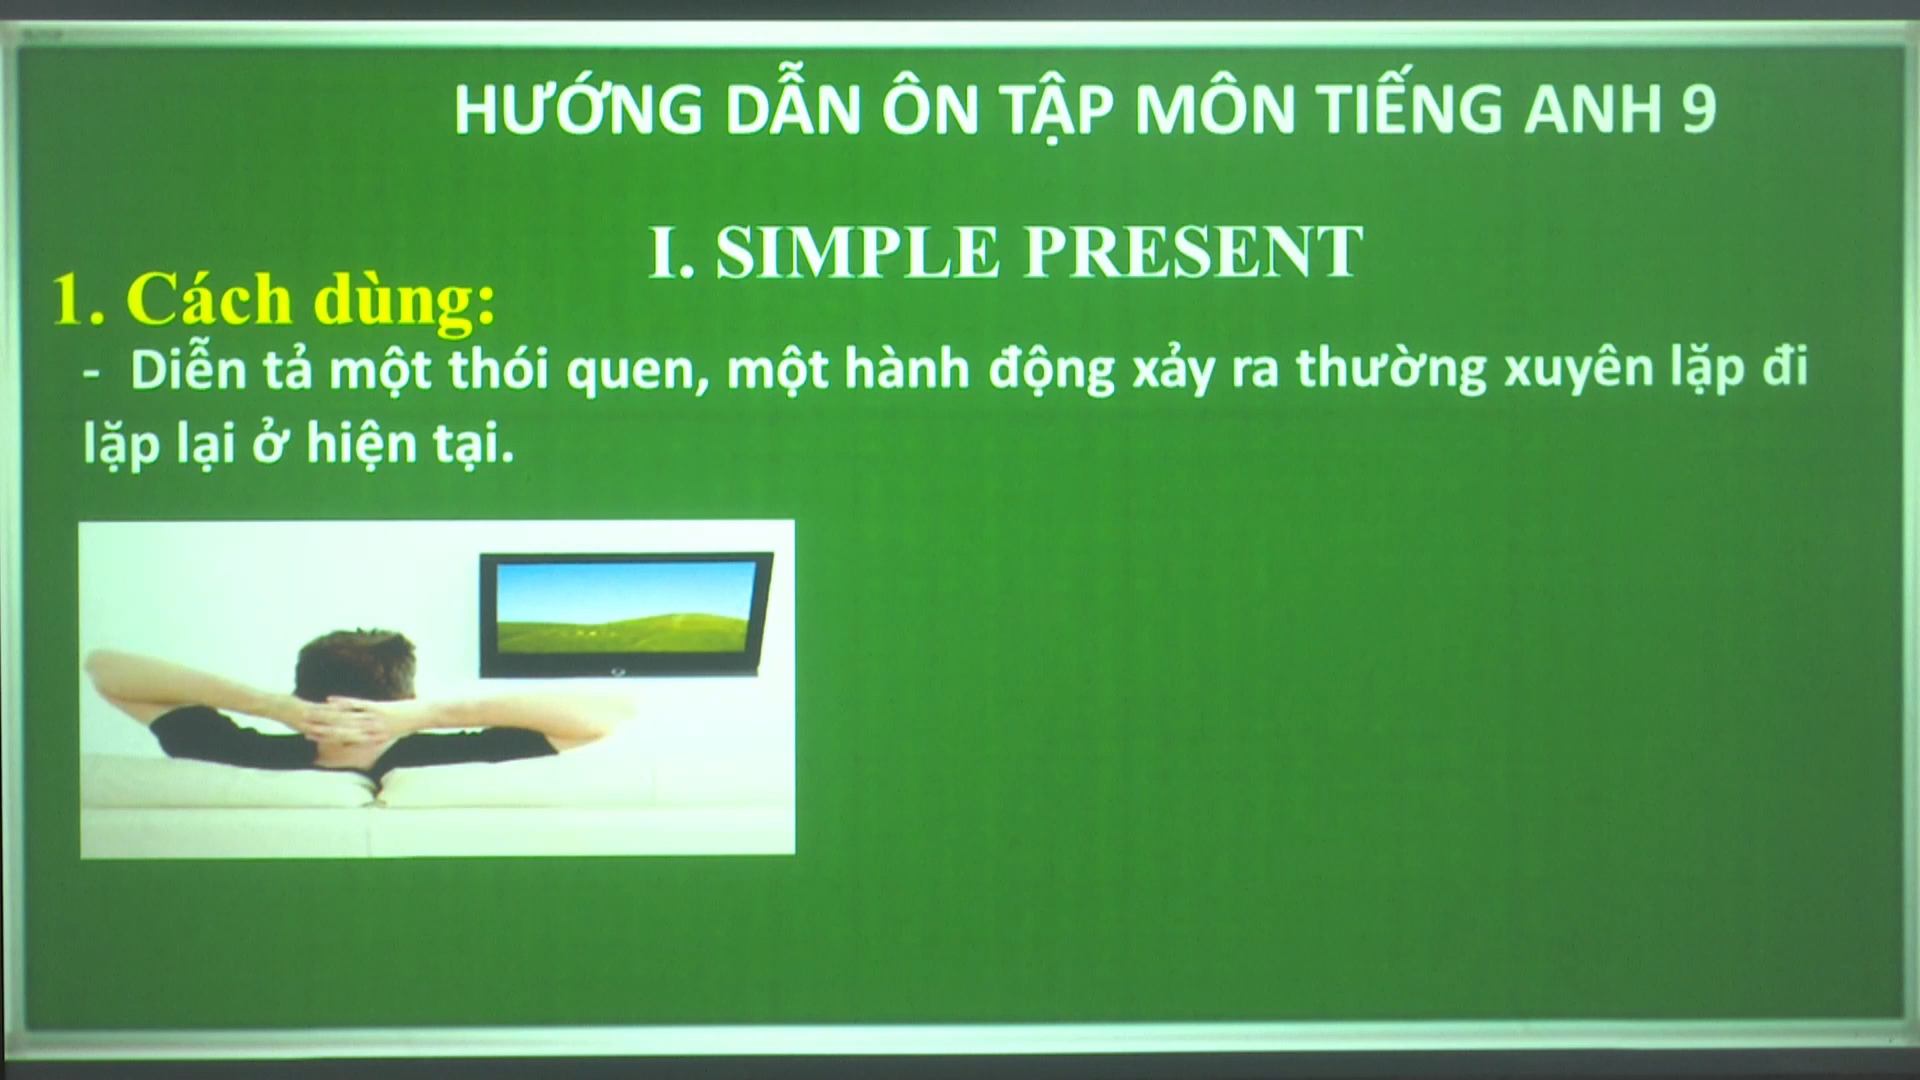 HƯỚNG DẪN ÔN TẬP MÔN TIẾNG ANH 9
I. SIMPLE PRESENT
1. Cách dùng:
- Diễn tả một thói quen, một hành động xảy ra thường xuyên lặp đi
lặp lại ở hiện tại.